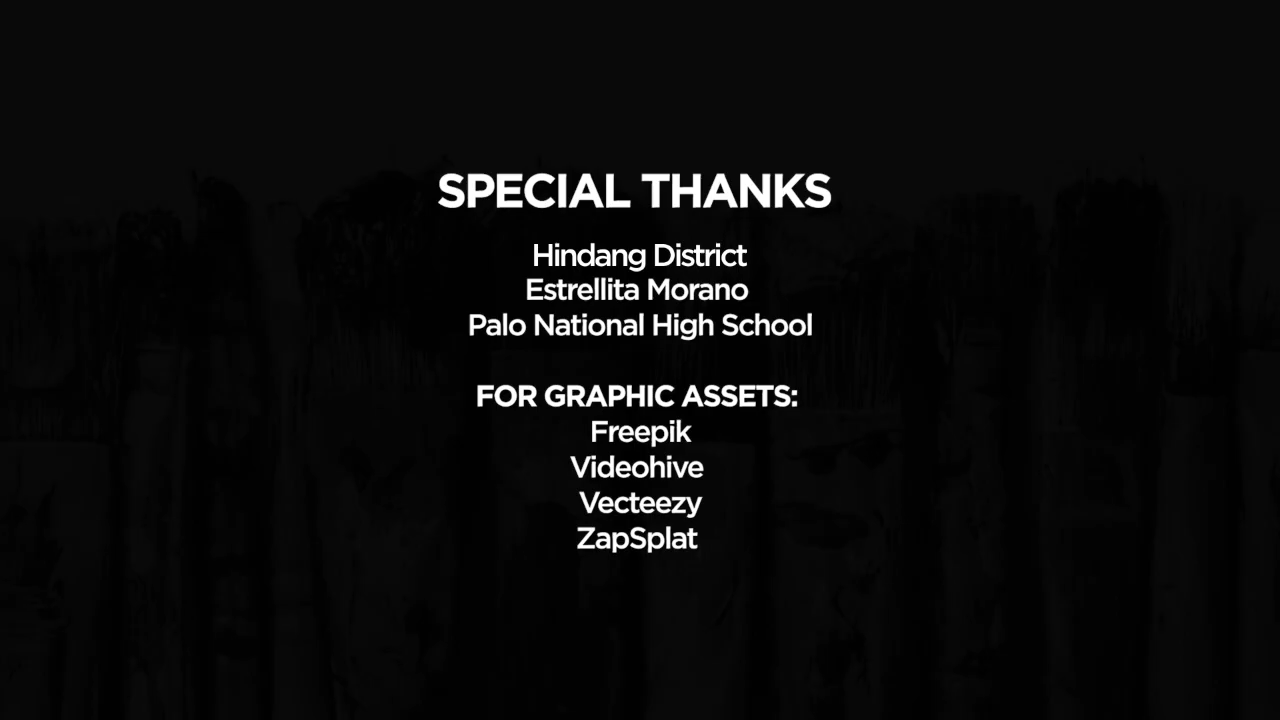 SPECIAL THANKS
Hindang District
Estrellita Morano
Palo National High School
FOR GRAPHIC ASSETS:
Freepik
Videohive
Vecteezy
ZapSplat